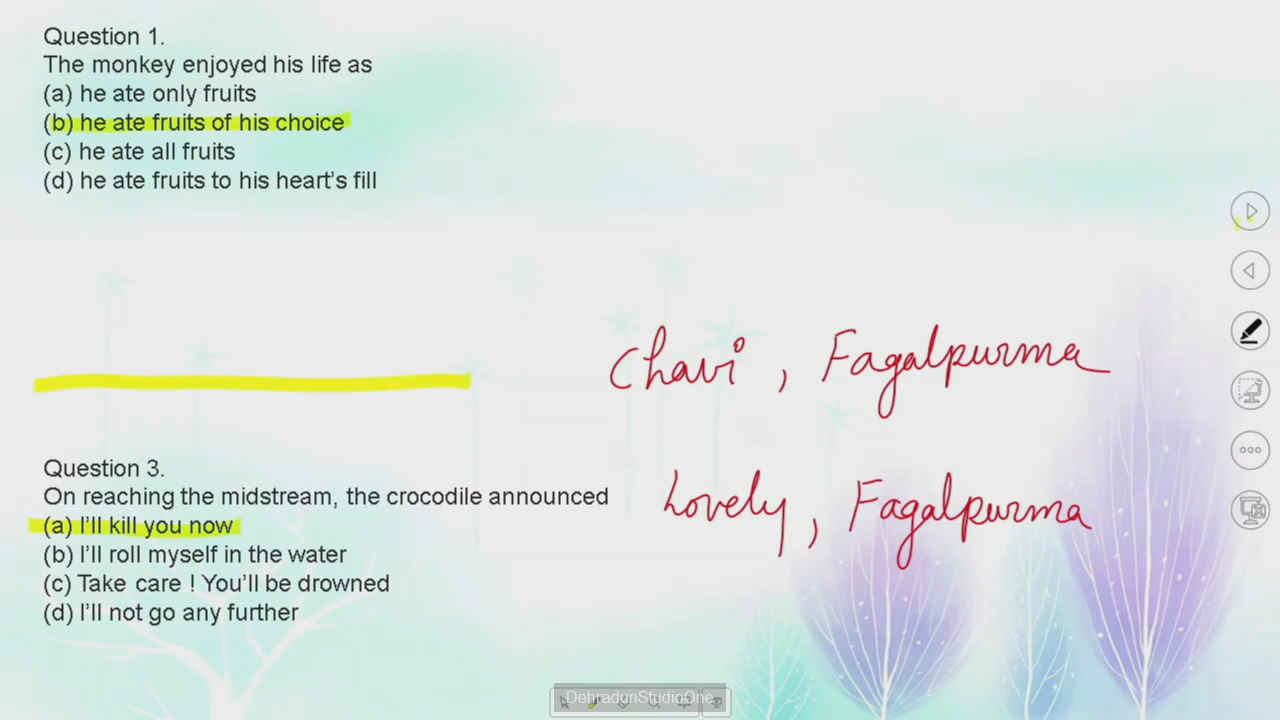 Question 1.
The monkey enjoyed his life as
(a) he ate only fruits
(b) he ate fruits of his choice
(c) he ate all fruits
(d) he ate fruits to his heart’s fill
Chavi , Fagalpurma
Question 3.
On reaching the midstream, the crocodile announced
(a) I’ll kill you now
(b) I’ll roll myself in the water
(c) Take care ! You’ll be drowned
(d) I’ll not go any further
Lovely , Fagalpurma
DehradunStudioOne